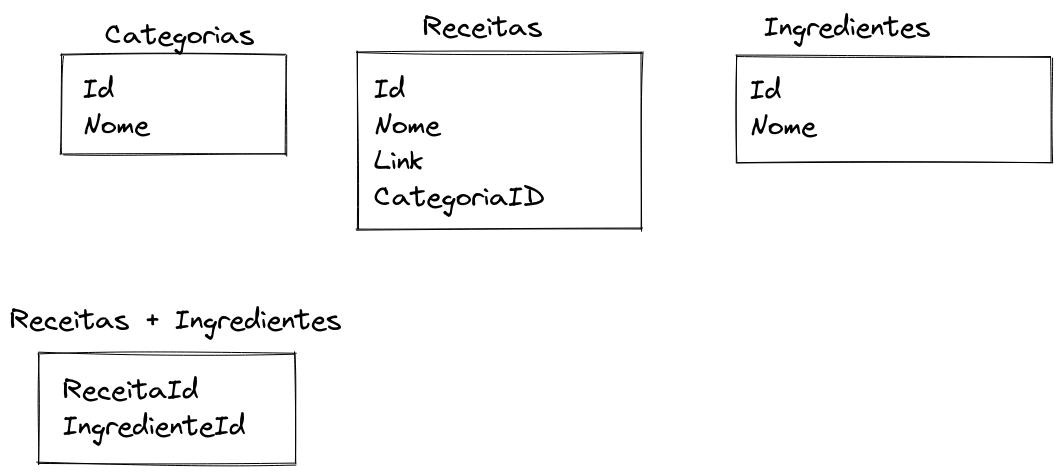 Categorias
Id
Nome
Receitas
Id
Nome
Link
CategoriaID
Ingredientes
Id
Nome
Receitas + Ingredientes
ReceitaId
IngredienteId